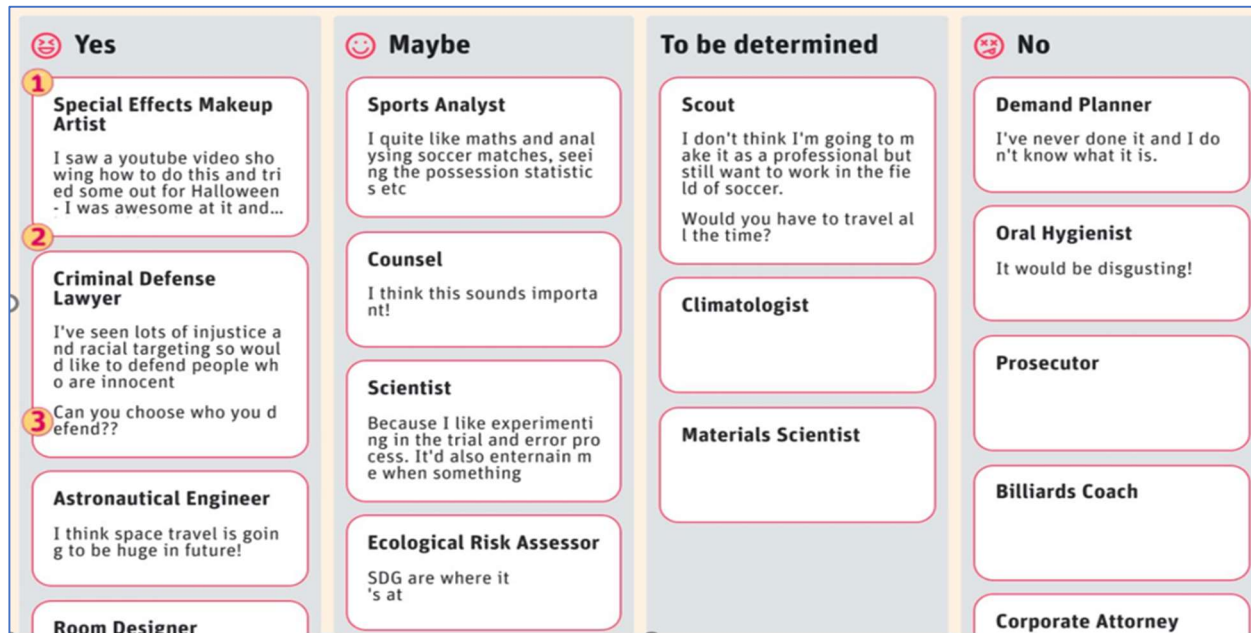 Yes
1
Special Effects Makeup
Artist
I saw a youtube video sho
wing how to do this and tri
ed some out for Halloween
- I was awesome at it and...
2
Criminal Defense
Lawyer
I've seen lots of injustice a
nd racial targeting so woul
d like to defend people wh
o are innocent
3
Can you choose who you d
efend??
Astronautical Engineer
I think space travel is goin
g to be huge in future!
Room Designer
Maybe
Sports Analyst
I quite like maths and anal
ysing soccer matches, seei
ng the possession statistic
s etc
Counsel
I think this sounds importa
nt!
Scientist
Because I like experimenti
ng in the trial and error pro
cess. It'd also enternain m
e when something
Ecological Risk Assessor
SDG are where it
's at
To be determined
Scout
I don't think I'm going to m
ake it as a professional but
still want to work in the fie
ld of soccer.
Would you have to travel al
l the time?
Climatologist
Materials Scientist
No
Demand Planner
I've never done it and I do
n't know what it is.
Oral Hygienist
It would be disgusting!
Prosecutor
Billiards Coach
Corporate Attorney